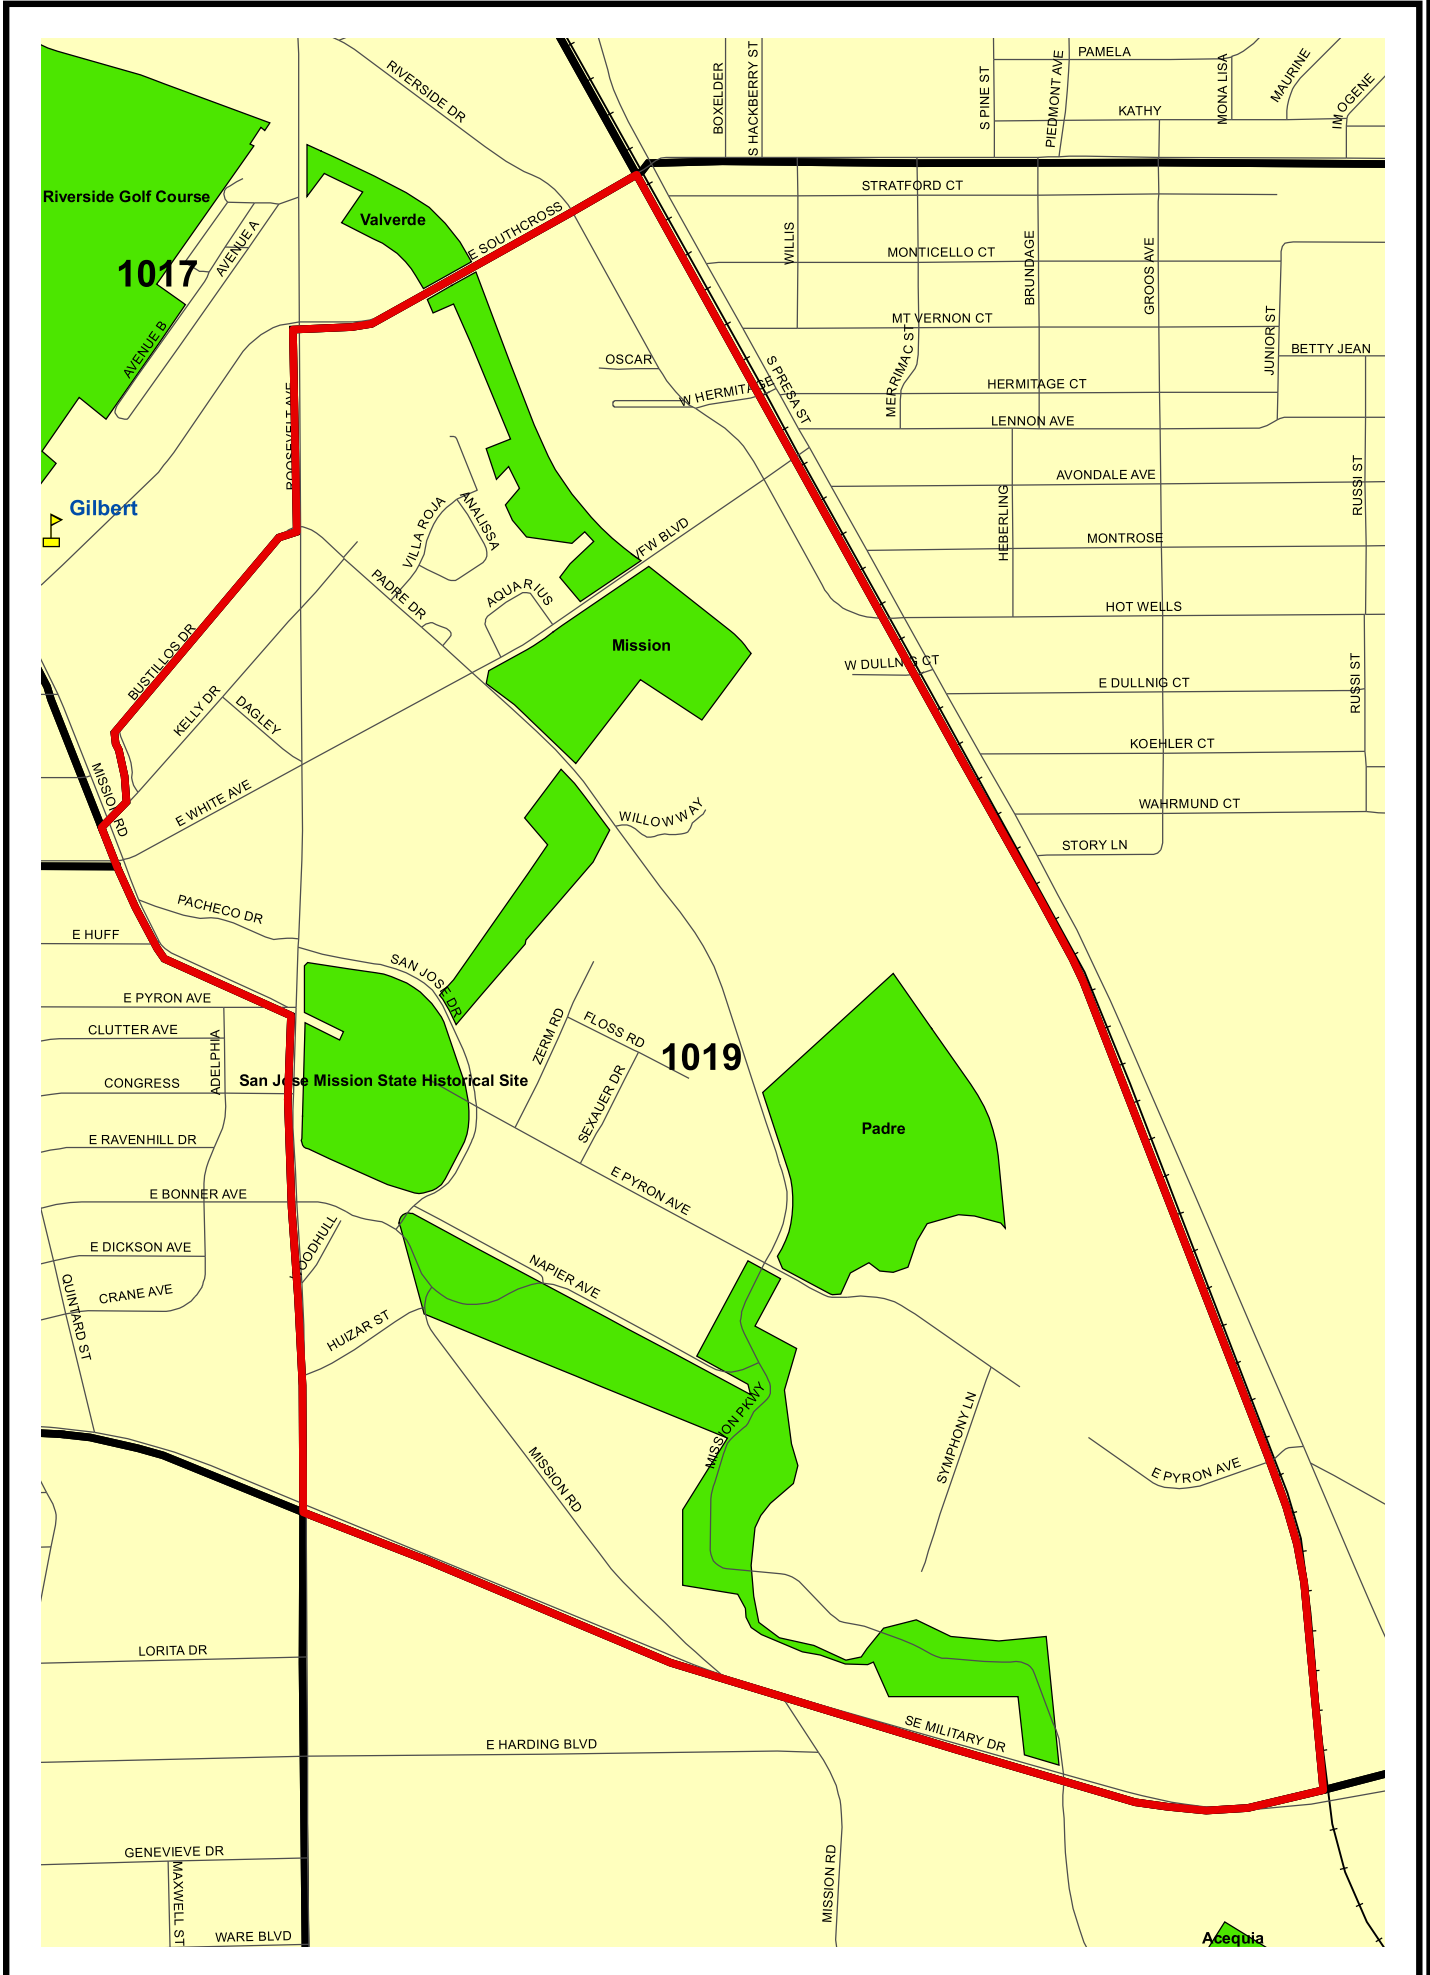 PAMELA
RIVERSIDE DR
BOXELDER
S HACKBERRY ST
S PINE ST
PIEDMONT AVE
MONA LISA
MAURINE
IMOGENE
KATHY
Riverside Golf Course
Valverde
E SOUTHCROSS
STRATFORD CT
AVENUE A
1017
WILLIS
MONTICELLO CT
BRUNDAGE
GROOS AVE
MT VERNON CT
MERRIMAC ST
JUNIOR ST
BETTY JEAN
AVENUE B
OSCAR
W HERMITAGE
S PRESA ST
HERMITAGE CT
LENNON AVE
ROOSEVELT AVE
AVONDALE AVE
RUSSI ST
Gilbert
VILLA ROJA
ANALISSA
HEBERLING
VFW BLVD
MONTROSE
PADRE DR
AQUARIUS
HOT WELLS
BUSTILLOS DR
Mission
W DULLNIG CT
E DULLNIG CT
RUSSI ST
KELLY DR
DAGLEY
KOEHLER CT
MISSION RD
E WHITE AVE
WILLOW WAY
WAHRMUND CT
STORY LN
PACHECO DR
E HUFF
SAN JOSE DR
E PYRON AVE
CLUTTER AVE
ADELPHIA
ZERM RD
FLOSS RD
1019
CONGRESS
San Jose Mission State Historical Site
SEXAUER DR
Padre
E RAVENHILL DR
E PYRON AVE
E BONNER AVE
WOODHULL
E DICKSON AVE
NAPIER AVE
CRANE AVE
QUINTARD ST
HUIZAR ST
MISSION PKWY
SYMPHONY LN
MISSION RD
E PYRON AVE
LORITA DR
SE MILITARY DR
E HARDING BLVD
GENEVIEVE DR
MAXWELL ST
MISSION RD
WARE BLVD
Acequia